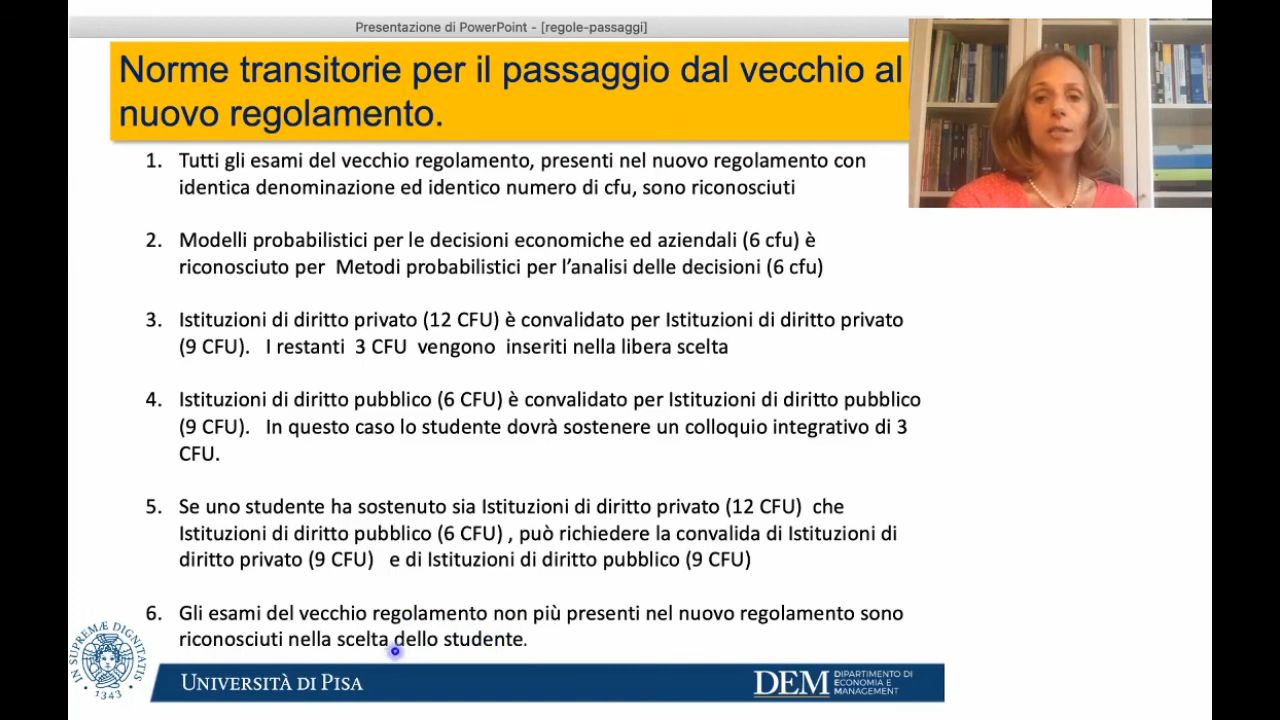 Presentazione di PowerPoint - [regole-passaggi]
Norme transitorie per il passaggio dal vecchio al
nuovo regolamento.
1. Tutti gli esami del vecchio regolamento, presenti nel nuovo regolamento con
identica denominazione ed identico numero di cfu, sono riconosciuti
2. Modelli probabilistici per le decisioni economiche ed aziendali (6 cfu) è
riconosciuto per Metodi probabilistici per l'analisi delle decisioni (6 cfu)
3. Istituzioni di diritto privato (12 CFU) è convalidato per Istituzioni di diritto privato
(9 CFU). I restanti 3 CFU vengono inseriti nella libera scelta
4. Istituzioni di diritto pubblico (6 CFU) è convalidato per Istituzioni di diritto pubblico
(9 CFU). In questo caso lo studente dovrà sostenere un colloquio integrativo di 3
CFU.
5. Se uno studente ha sostenuto sia Istituzioni di diritto privato (12 CFU) che
Istituzioni di diritto pubblico (6 CFU) , può richiedere la convalida di Istituzioni di
diritto privato (9 CFU) e di Istituzioni di diritto pubblico (9 CFU)
6. Gli esami del vecchio regolamento non più presenti nel nuovo regolamento sono
riconosciuti nella scelta dello studente.
IN SUPREMÆ DIGNITATIS
1343
UNIVERSITÀ DI PISA
DEM
DIPARTIMENTO DI
ECONOMIA E
MANAGEMENT